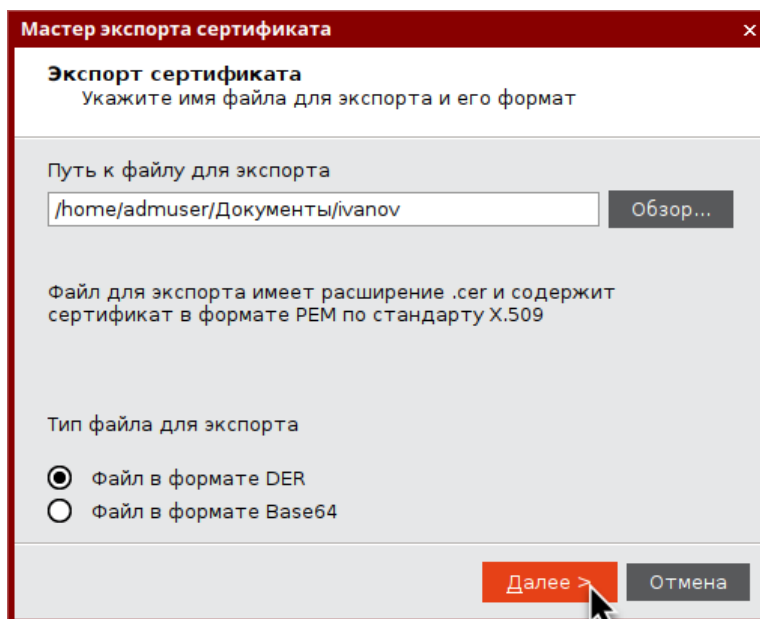 Мастер экспорта сертификата
Экспорт сертификата
Укажите имя файла для экспорта и его формат
Путь к файлу для экспорта
/home/admuser/Документы/ivanov
Обзор...
Файл для экспорта имеет расширение .cer и содержит
сертификат в формате PEM по стандарту X.509
Тип файла для экспорта
Файл в формате DER
Файл в формате Base64
Далее >
Отмена